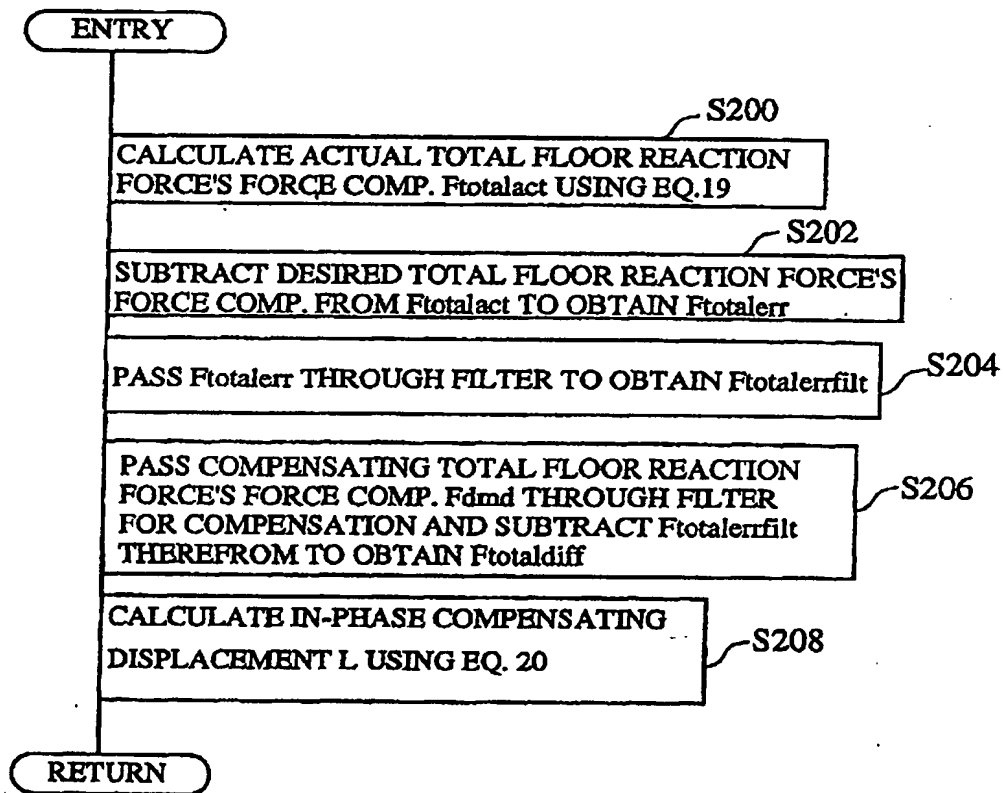 ENTRY
S200
CALCULATE ACTUAL TOTAL FLOOR REACTION
FORCE'S FORCE COMP. Ftotalact USING EQ.19
S202
SUBTRACT DESIRED TOTAL FLOOR REACTION FORCE'S
FORCE COMP. FROM Ftotalact TO OBTAIN Ftotalerr
PASS Ftotalerr THROUGH FILTER TO OBTAIN Ftotalerrfilt
S204
PASS COMPENSATING TOTAL FLOOR REACTION
FORCE'S FORCE COMP. Fdmd THROUGH FILTER
FOR COMPENSATION AND SUBTRACT Ftotalerrfilt
THEREFROM TO OBTAIN Ftotaldiff
S206
CALCULATE IN-PHASE COMPENSATING
DISPLACEMENT L USING EQ. 20
S208
RETURN